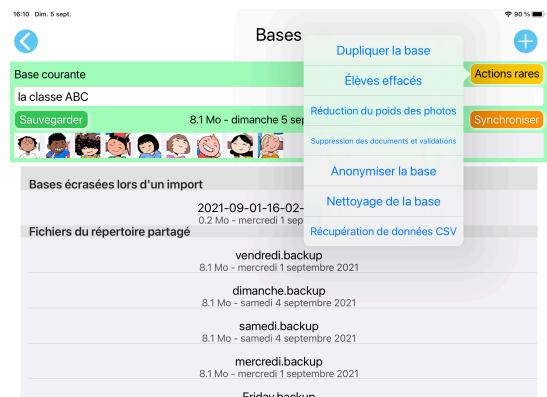 16:10 Dim. 5 sept.
90 %
Bases
Base courante
Actions rares
la classe ABC
Sauvegarder
8.1 Mo - dimanche 5 sep
Synchroniser
Dupliquer la base
Élèves effacés
Réduction du poids des photos
Suppression des documents et validations
Anonymiser la base
Nettoyage de la base
Récupération de données CSV
Bases écrasées lors d'un import
2021-09-01-16-02-
0.2 Mo - mercredi 1 sep
Fichiers du répertoire partagé
vendredi.backup
8.1 Mo - mercredi 1 septembre 2021
dimanche.backup
8.1 Mo - samedi 4 septembre 2021
samedi.backup
8.1 Mo - samedi 4 septembre 2021
mercredi.backup
8.1 Mo - mercredi 1 septembre 2021
Friday.backup